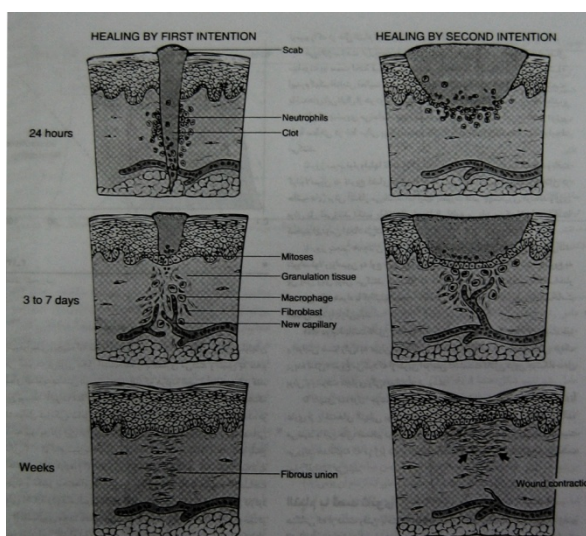 HEALING BY FIRST INTENTION
HEALING BY SECOND INTENTION
Scab
24 hours
Neutrophils
Clot
3 to 7 days
Mitoses
Granulation tissue
Macrophage
Fibroblast
New capillary
Weeks
Fibrous union
Wound contractio